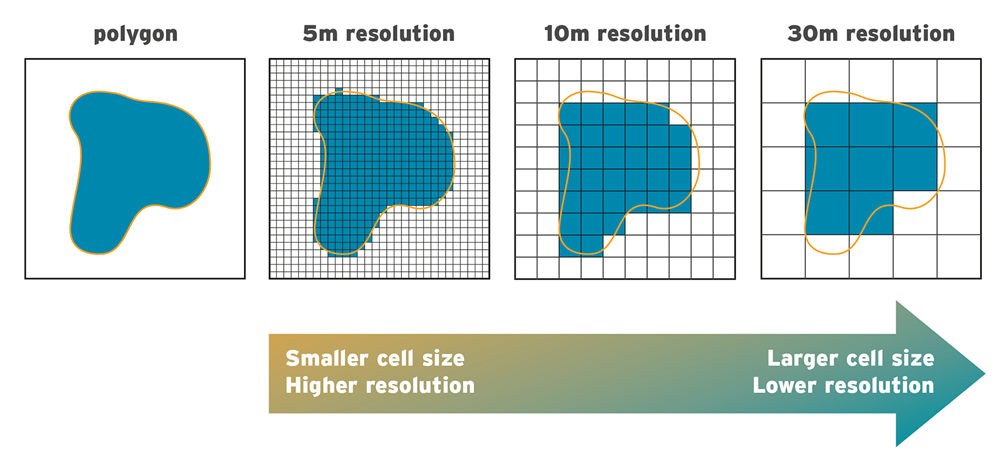 polygon
5m resolution
10m resolution
30m resolution
Smaller cell size
Higher resolution
Larger cell size
Lower resolution